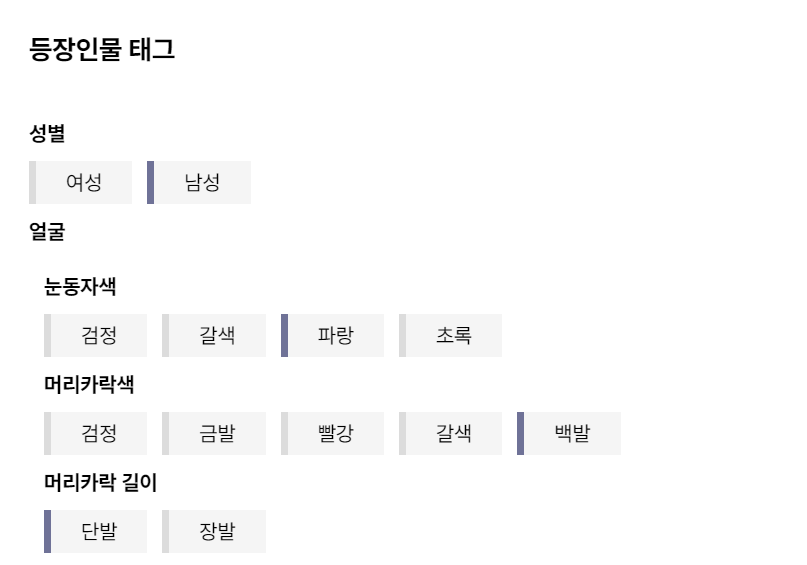 등장인물 태그
성별
여성 남성
얼굴
눈동자색
검정 갈색 파랑 초록
머리카락색
검정 금발 빨강 갈색 백발
머리카락 길이
단발 장발